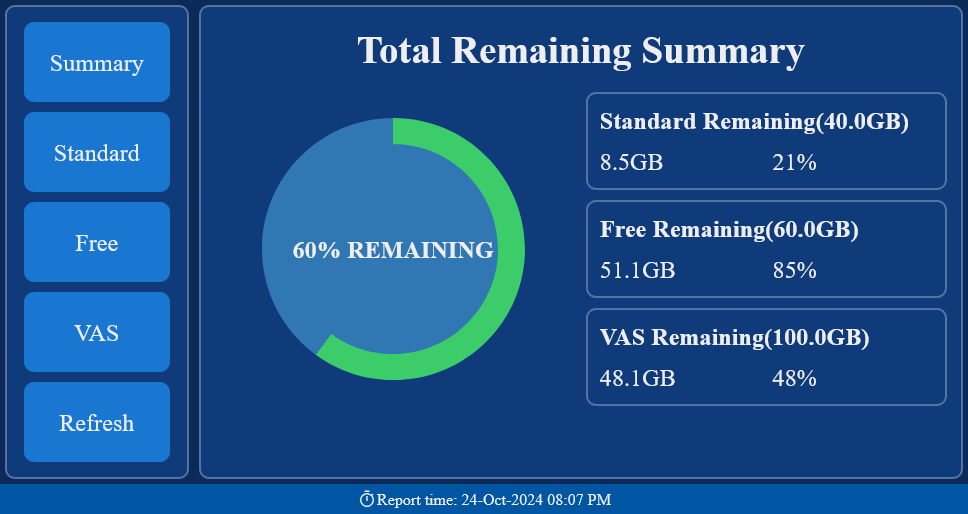 Summary
Standard
Free
VAS
Refresh
Total Remaining Summary
60% REMAINING
Standard Remaining(40.0GB)
8.5GB 21%
Free Remaining(60.0GB)
51.1GB 85%
VAS Remaining(100.0GB)
48.1GB 48%
Report time: 24-Oct-2024 08:07 PM